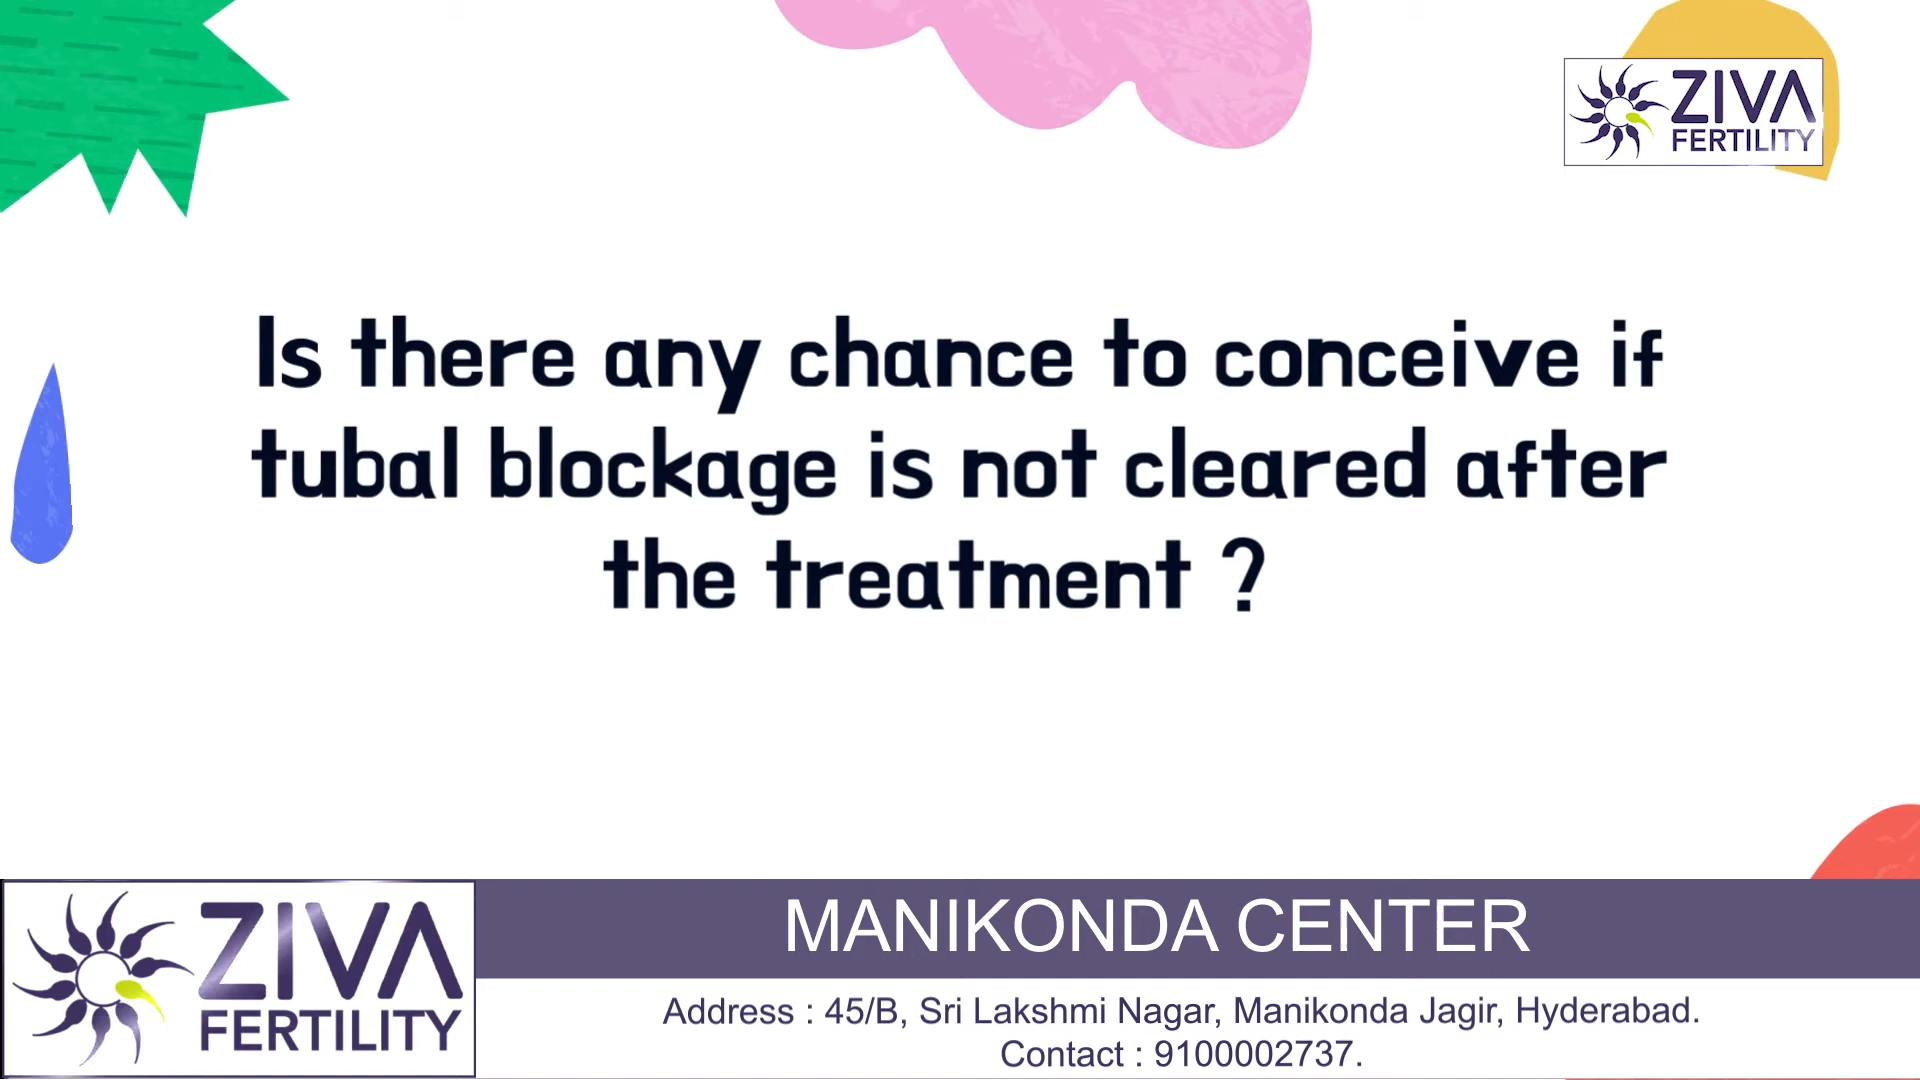 ZIVA
FERTILITY
Is there any chance to conceive if
tubal blockage is not cleared after
the treatment ?
ZIVA
FERTILITY
MANIKONDA CENTER
Address : 45/B, Sri Lakshmi Nagar, Manikonda Jagir, Hyderabad.
Contact : 9100002737.